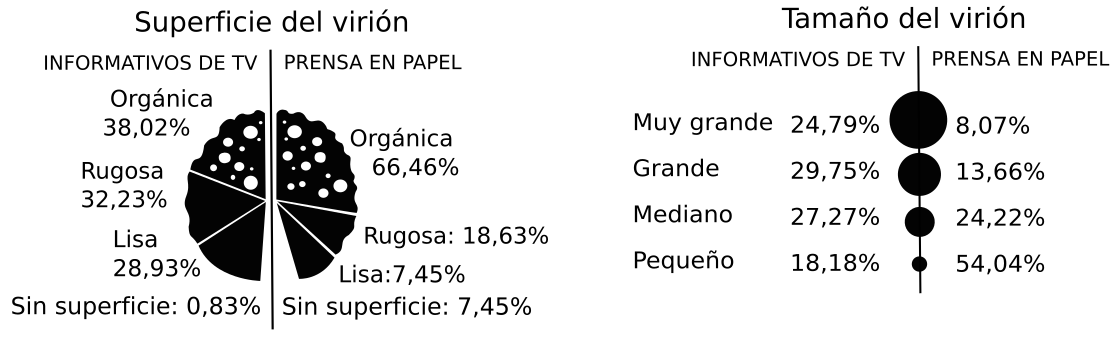 Superficie del virión
INFORMATIVOS DE TV
PRENSA EN PAPEL
Orgánica
38,02%
Rugosa
32,23%
Lisa
28,93%
Sin superficie: 0,83%
Orgánica
66,46%
Rugosa: 18,63%
Lisa:7,45%
Sin superficie: 7,45%
Tamaño del virión
INFORMATIVOS DE TV
PRENSA EN PAPEL
Muy grande 24,79% 8,07%
Grande 29,75% 13,66%
Mediano 27,27% 24,22%
Pequeño 18,18% 54,04%